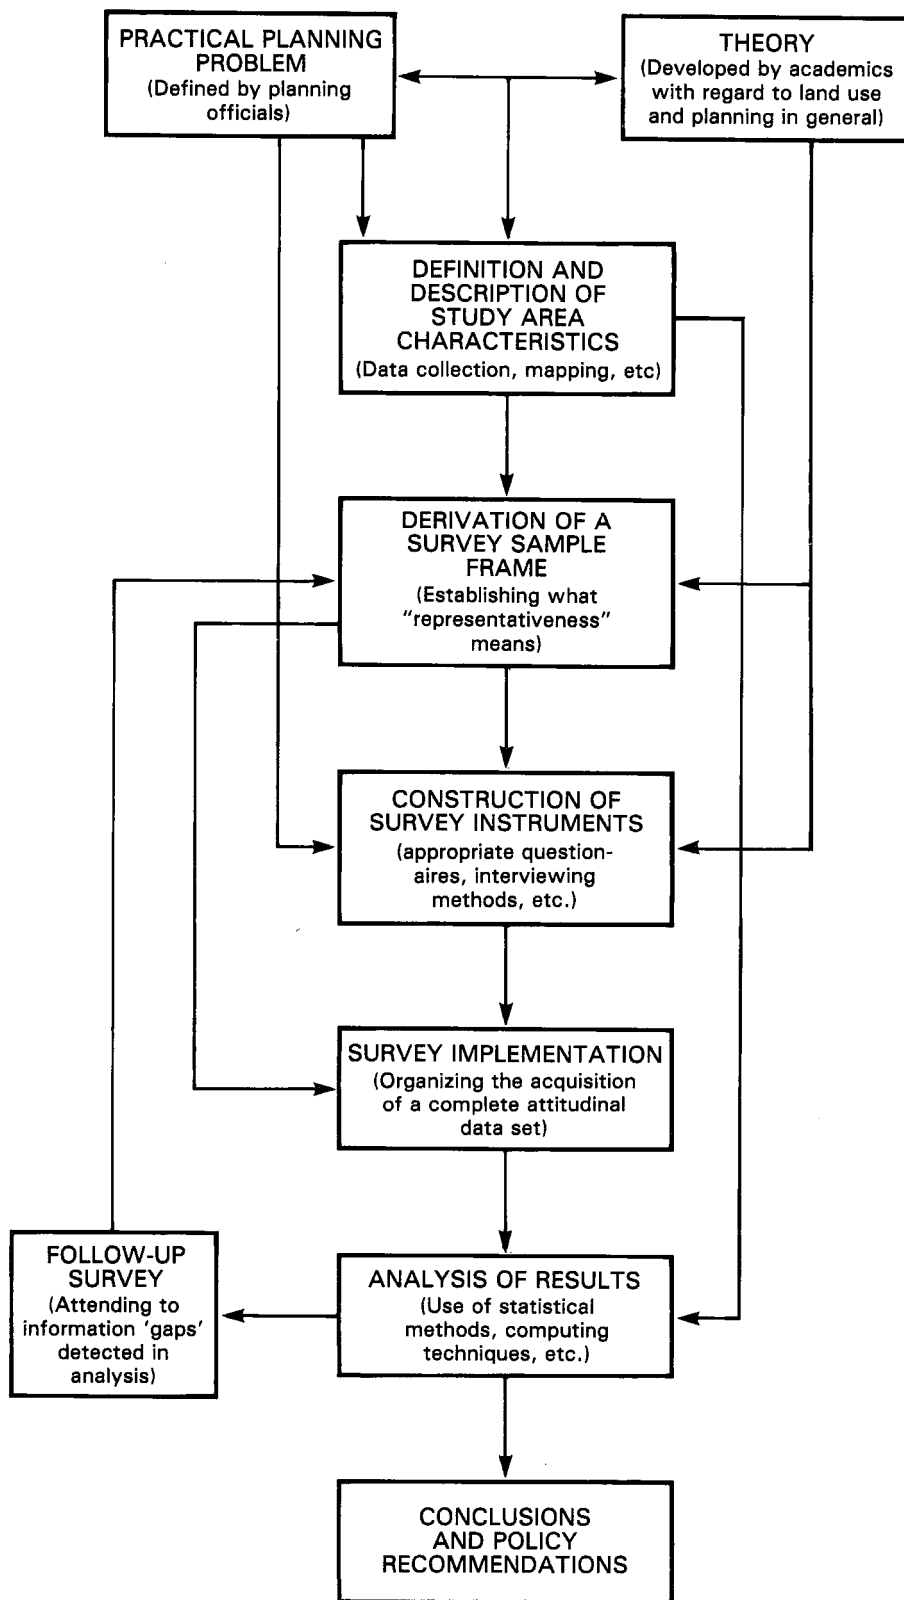 PRACTICAL PLANNING
PROBLEM
(Defined by planning
officials)
THEORY
(Developed by academics
with regard to land use
and planning in general)
DEFINITION AND
DESCRIPTION OF
STUDY AREA
CHARACTERISTICS
(Data collection, mapping, etc)
DERIVATION OF A
SURVEY SAMPLE
FRAME
(Establishing what
“representativeness”
means)
CONSTRUCTION OF
SURVEY INSTRUMENTS
(appropriate question-
aires, interviewing
methods, etc.)
SURVEY IMPLEMENTATION
(Organizing the acquisition
of a complete attitudinal
data set)
FOLLOW-UP
SURVEY
(Attending to
information ‘gaps’
detected in
analysis)
ANALYSIS OF RESULTS
(Use of statistical
methods, computing
techniques, etc.)
CONCLUSIONS
AND POLICY
RECOMMENDATIONS